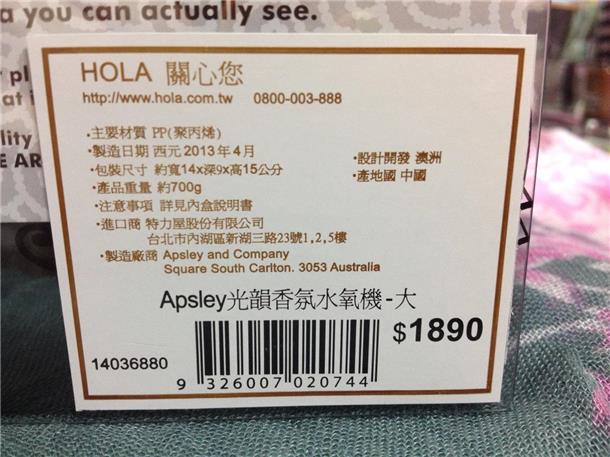 you can actually see.
HOLA 關心您
http://www.hola.com.tw 0800-003-888
•主要材質 PP(聚丙烯)
•製造日期 西元 2013年4月
•設計開發 澳洲
•包裝尺寸 約寬14x深9x高15公分
•產地國 中國
•產品重量 約700g
•注意事項 詳見內盒說明書
•進口商 特力屋股份有限公司
台北市內湖區新湖三路23號1,2,5樓
•製造廠商 Apsley and Company
Square South Carlton. 3053 Australia
Apsley光韻香氛水氧機-大
$1890
14036880
9 326007 020744